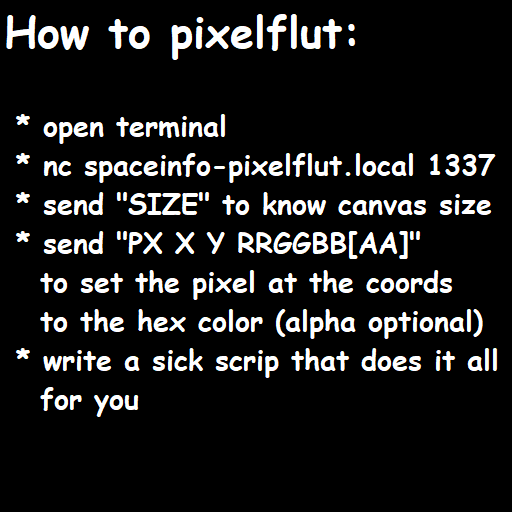 How to pixelflut:
* open terminal
* nc spaceinfo-pixelflut.local 1337
* send "SIZE" to know canvas size
* send "PX X Y RRGGBB[AA]"
to set the pixel at the coords
to the hex color (alpha optional)
* write a sick scrip that does it all
for you